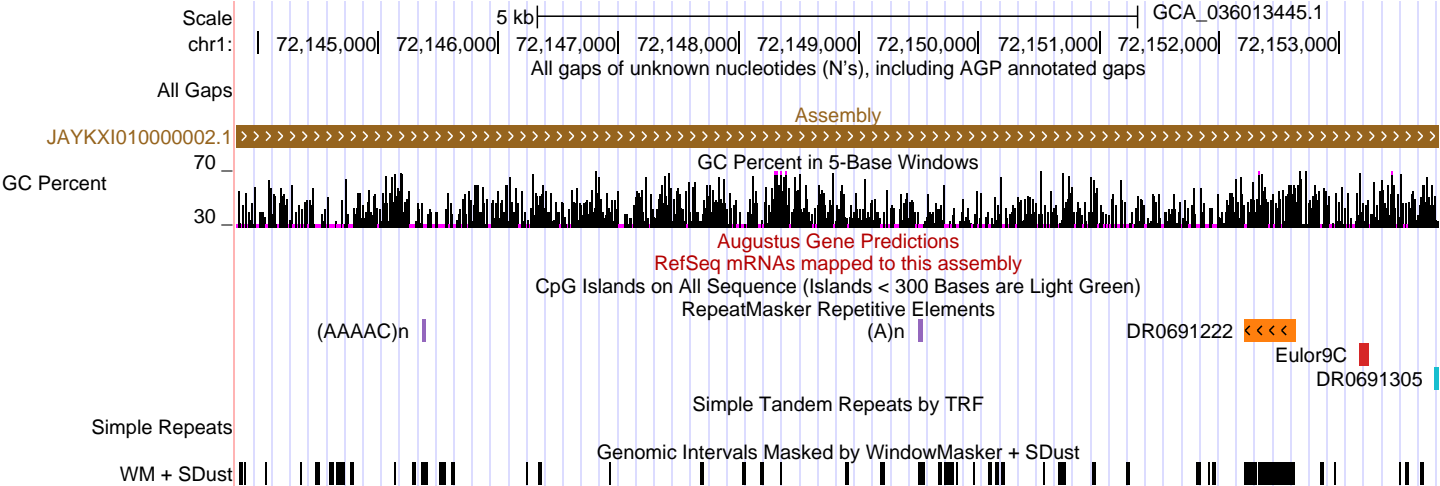 Scale 5 kb GCA_036013445.1
chr1: 72,145,000 72,146,000 72,147,000 72,148,000 72,149,000 72,150,000 72,151,000 72,152,000 72,153,000
All gaps of unknown nucleotides (N's), including AGP annotated gaps
All Gaps
Assembly
JAYKXI010000002.1
70
GC Percent in 5-Base Windows
GC Percent
30
Augustus Gene Predictions
RefSeq mRNAs mapped to this assembly
CpG Islands on All Sequence (Islands < 300 Bases are Light Green)
RepeatMasker Repetitive Elements
(AAAAC)n (A)n DR0691222
Eulor9C
DR0691305
Simple Tandem Repeats by TRF
Simple Repeats
Genomic Intervals Masked by WindowMasker + SDust
WM + SDust